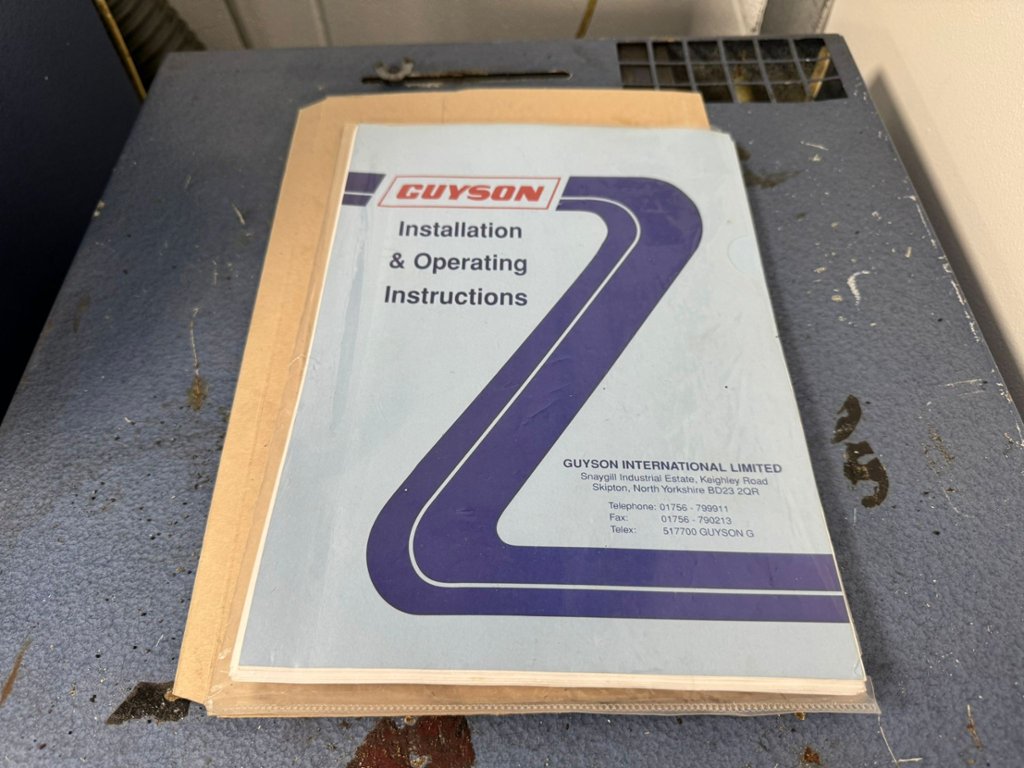 GUYSON
Installation
& Operating
Instructions
GUYSON INTERNATIONAL LIMITED
Snaygill Industrial Estate, Keighley Road
Skipton, North Yorkshire BD23 2QR
Telephone: 01756 - 799911
Fax: 01756 - 790213
Telex: 517700 GUYSON G